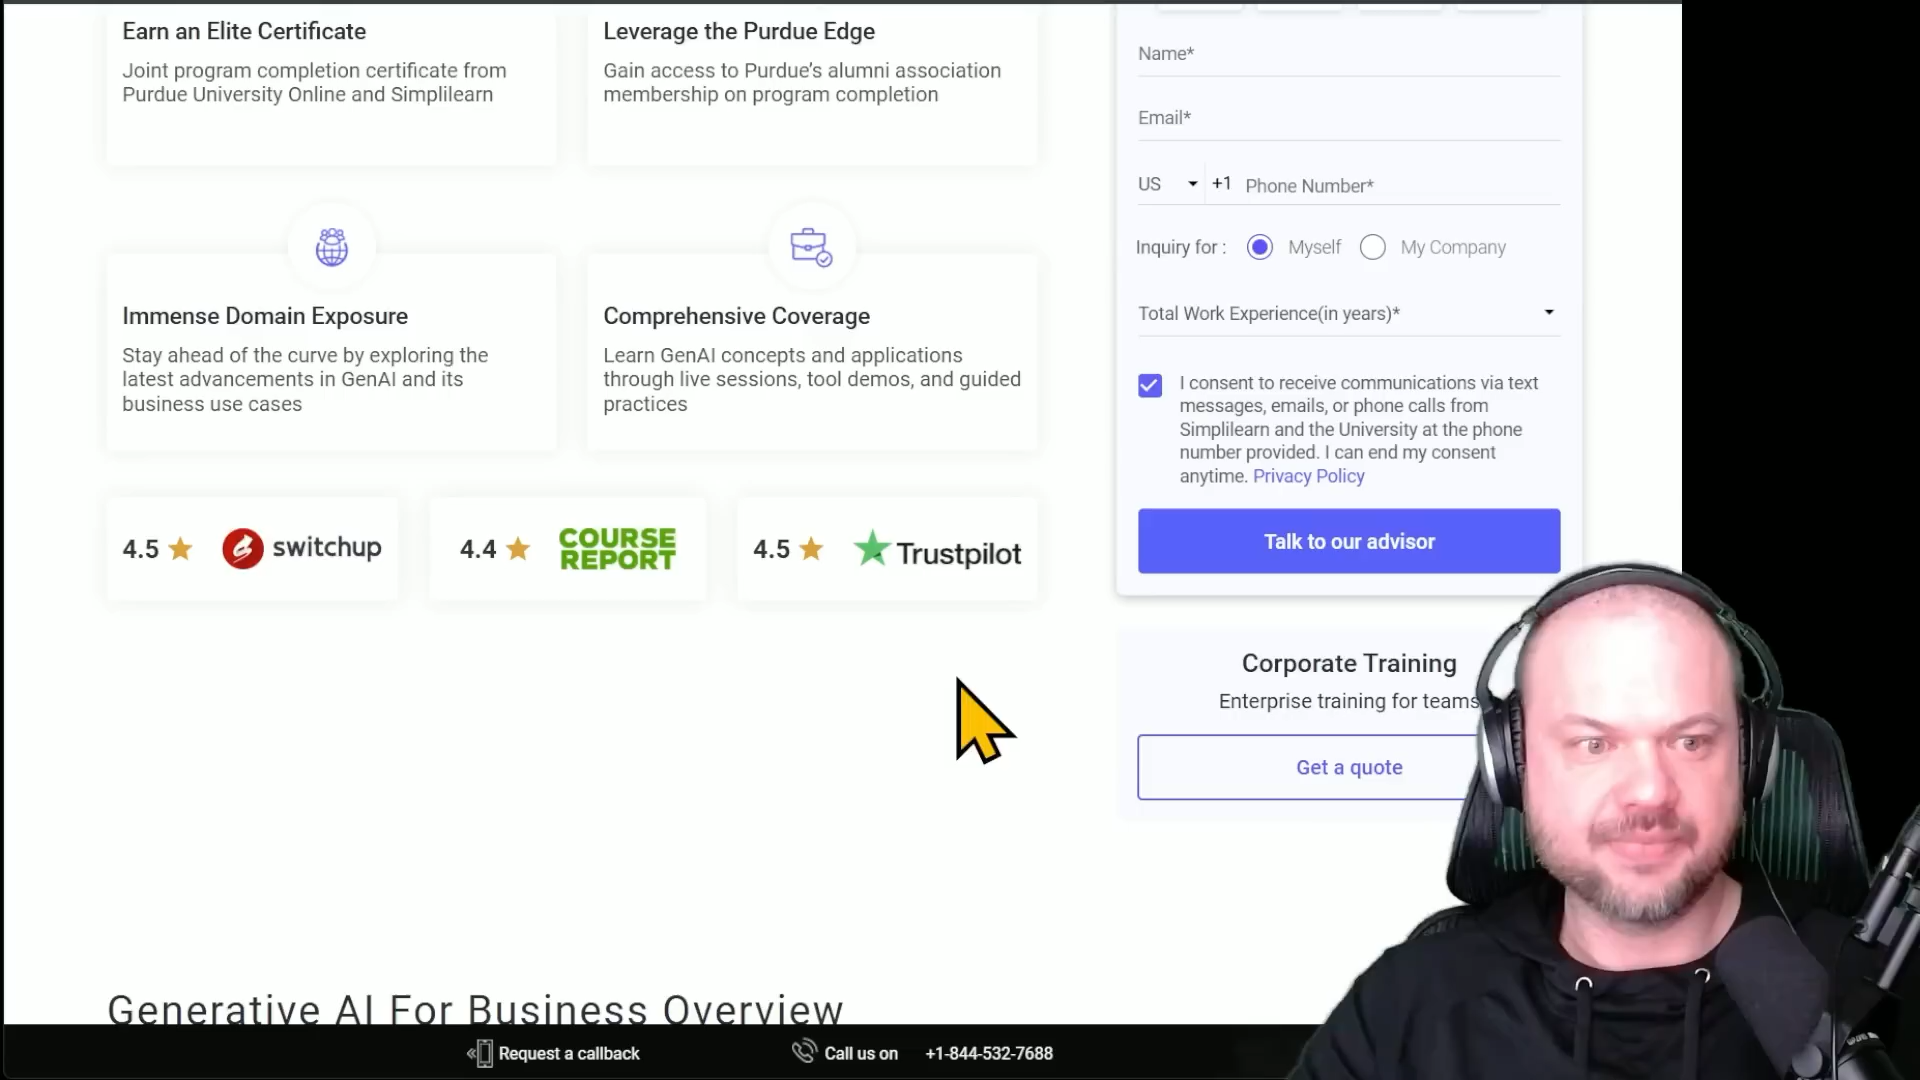 Earn an Elite Certificate
Joint program completion certificate from
Purdue University Online and Simplilearn
Leverage the Purdue Edge
Gain access to Purdue’s alumni association
membership on program completion
Immense Domain Exposure
Stay ahead of the curve by exploring the
latest advancements in GenAI and its
business use cases
Comprehensive Coverage
Learn GenAI concepts and applications
through live sessions, tool demos, and guided
practices
4.5 switchup
4.4 COURSE
REPORT
4.5 Trustpilot
Name*
Email*
US +1 Phone Number*
Inquiry for : Myself My Company
Total Work Experience(in years)*
I consent to receive communications via text
messages, emails, or phone calls from
Simplilearn and the University at the phone
number provided. I can end my consent
anytime. Privacy Policy
Talk to our advisor
Corporate Training
Enterprise training for teams
Get a quote
Generative AI For Business Overview
Request a callback
Call us on +1-844-532-7688